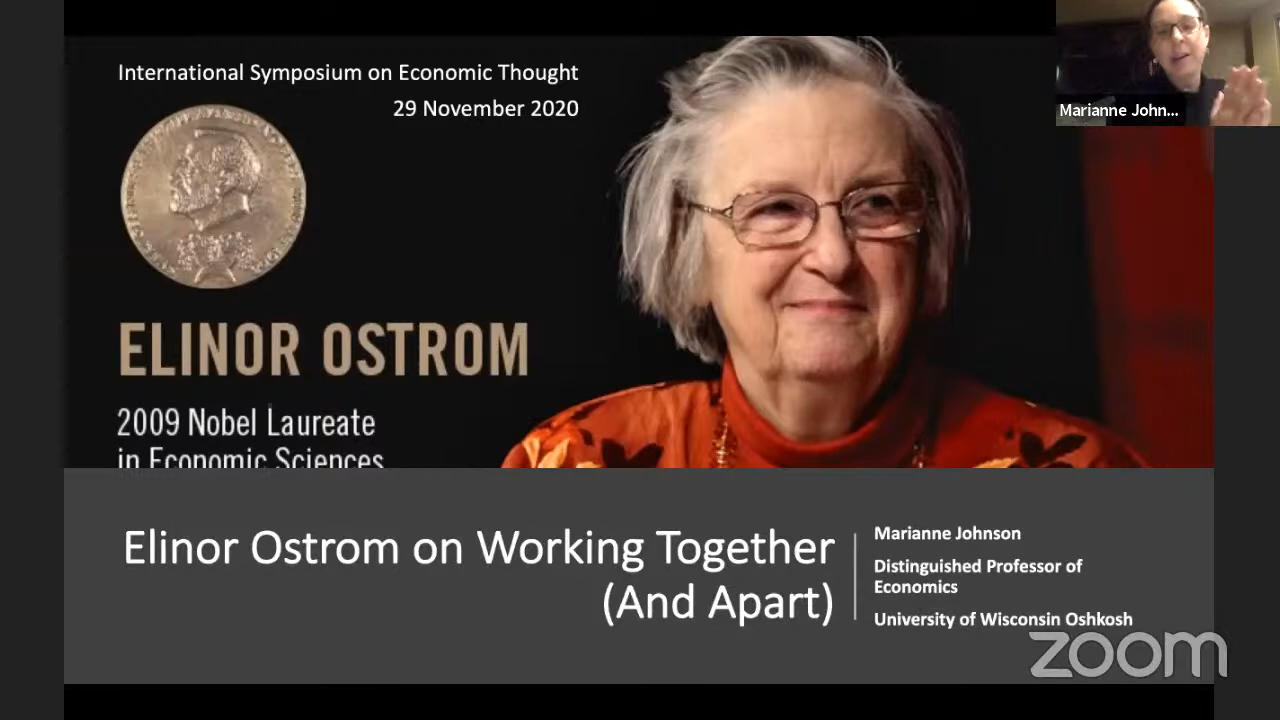 International Symposium on Economic Thought
29 November 2020
Marianne John...
ELINOR OSTROM
2009 Nobel Laureate
in Economic Sciences
Elinor Ostrom on Working Together
(And Apart)
Marianne Johnson
Distinguished Professor of
Economics
University of Wisconsin Oshkosh
zoom